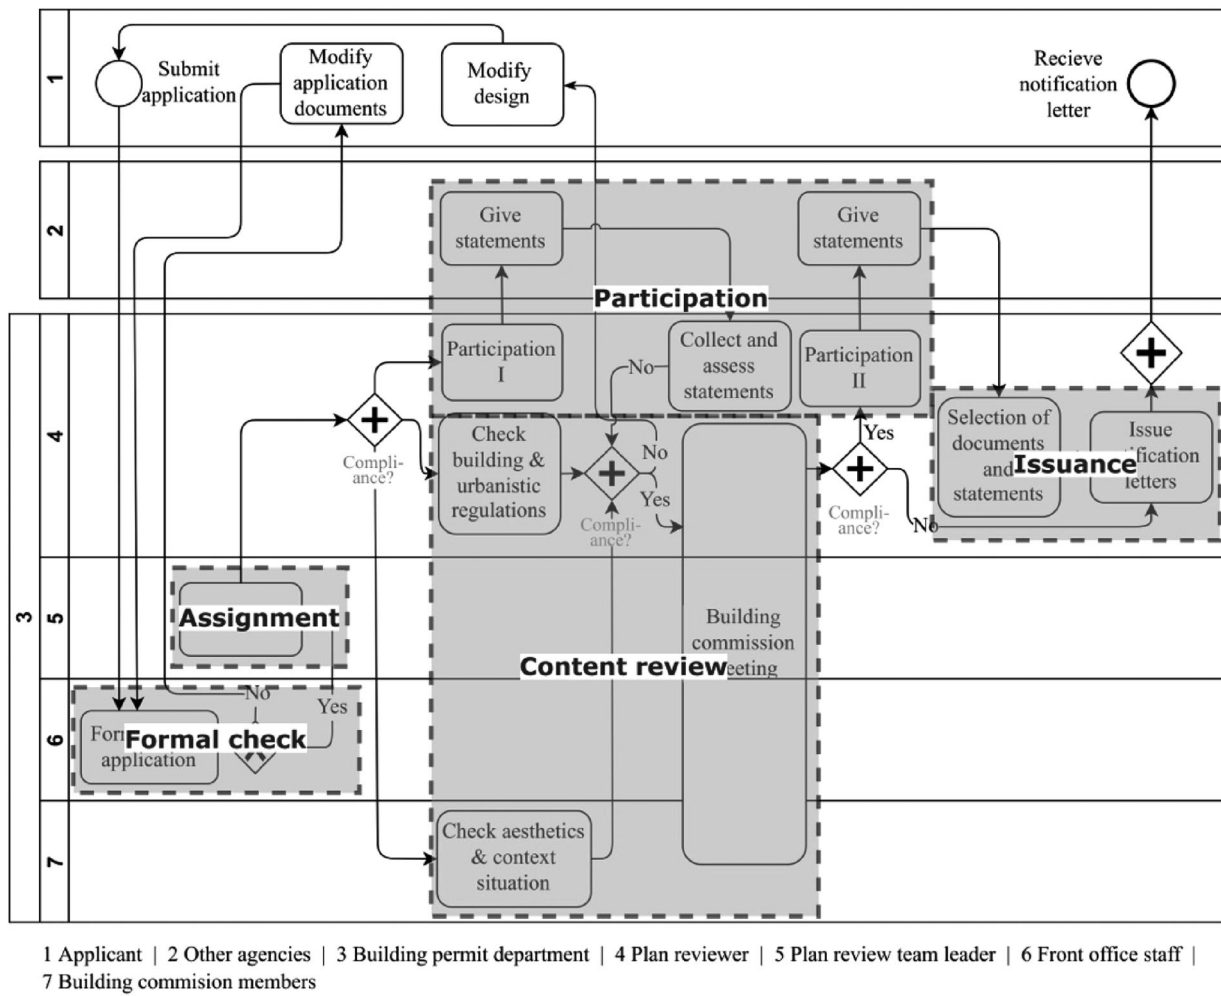 1
Submit
application
Modify
application
documents
Modify
design
Recieve
notification
letter
2
Give
statements
Give
statements
Participation
3
4
Participation
I
Collect and
assess
statements
Participation
II
No
Compli-
ance?
Check
building &
urbanistic
regulations
No
Yes
Compli-
ance?
Yes
Compli-
ance?
No
Selection of
documents
and
statements
Issue
letters
Issuance
5
Assignment
Building
commission
Content review
6
No
Yes
Formal check
application
7
Check aesthetics
& context
situation
1 Applicant | 2 Other agencies | 3 Building permit department | 4 Plan reviewer | 5 Plan review team leader | 6 Front office staff |
7 Building commision members